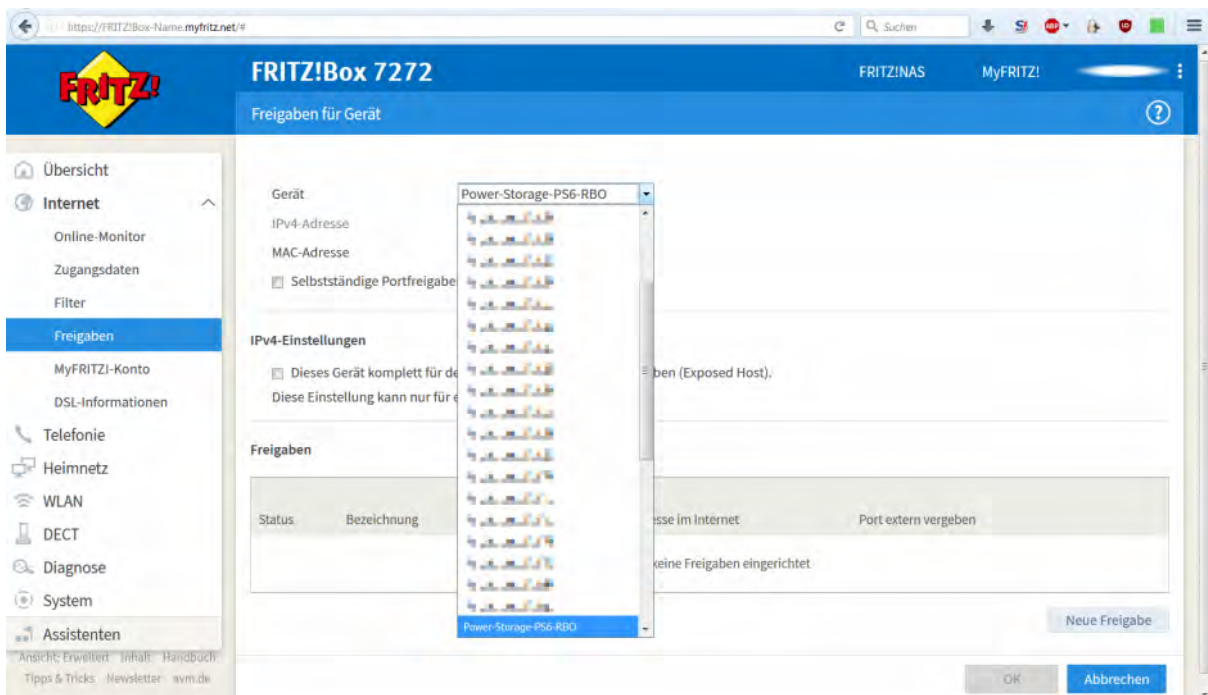 https://FRITZ!Box-Name.myfritz.net/#
Suchen
S!
ABP
FRITZ!
FRITZ!Box 7272
FRITZ!NAS
MyFRITZ!
Freigaben für Gerät
?
Übersicht
Internet
Online-Monitor
Zugangsdaten
Filter
Freigaben
MyFRITZ!-Konto
DSL-Informationen
Telefonie
Heimnetz
WLAN
DECT
Diagnose
System
Assistenten
Ansicht: Erweitert Inhalt Handbuch
Tipps & Tricks Newsletter avm.de
Gerät Power-Storage-PS6-RBO
IPv4-Adresse
MAC-Adresse
Selbstständige Portfreigabe
IPv4-Einstellungen
Dieses Gerät komplett für de ben (Exposed Host).
Diese Einstellung kann nur für e
Freigaben
Status Bezeichnung sse im Internet Port extern vergeben
keine Freigaben eingerichtet
Power-Storage-PS6-RBO
Neue Freigabe
OK Abbrechen